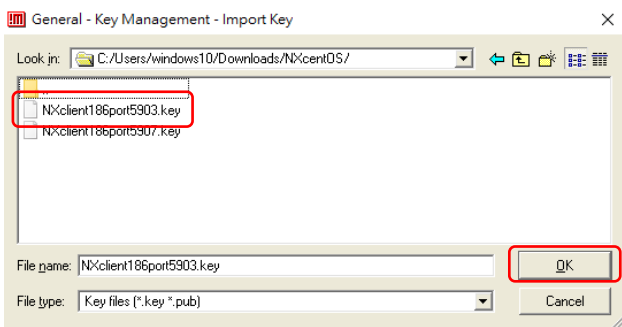 General - Key Management - Import Key
Look in: C:/Users/windows10/Downloads/NXcentOS/
..
NXclient186port5903.key
NXclient186port5907.key
File name: NXclient186port5903.key OK
File type: Key files (*.key *.pub) Cancel